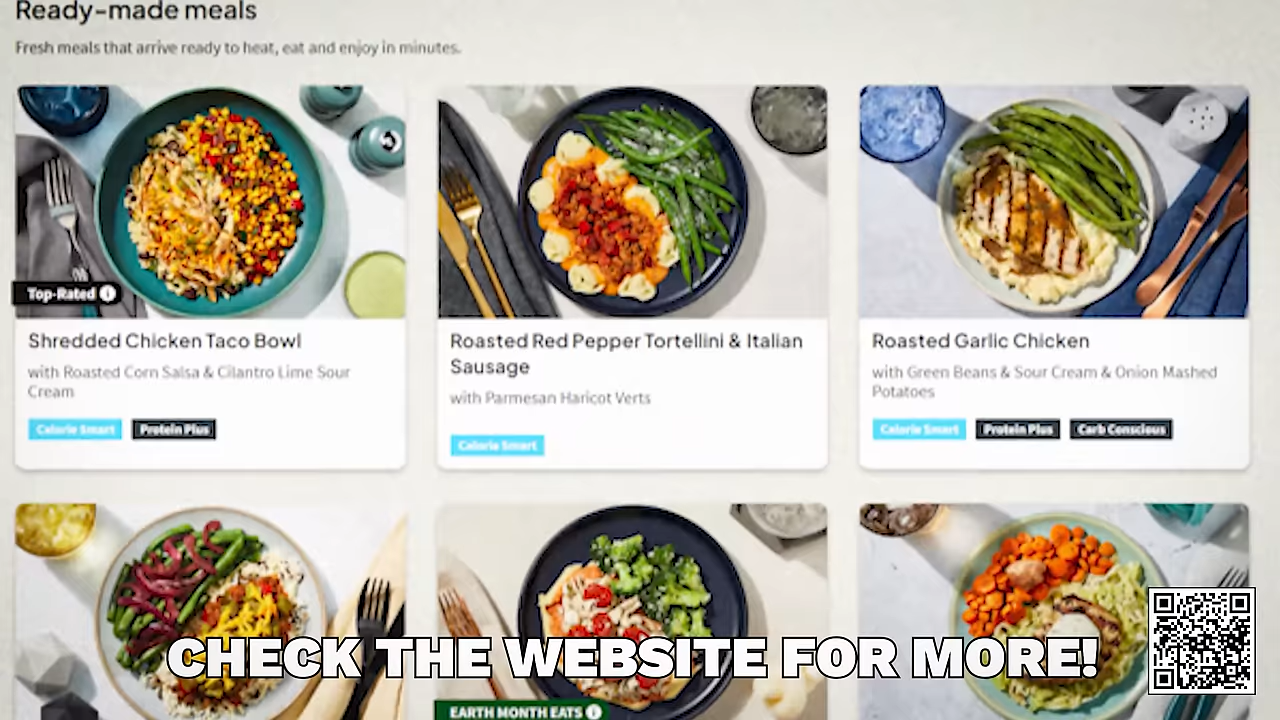 Ready-made meals
Fresh meals that arrive ready to heat, eat and enjoy in minutes.
Top-Rated
Shredded Chicken Taco Bowl
with Roasted Corn Salsa & Cilantro Lime Sour
Cream
Calorie Smart
Protein Plus
Roasted Red Pepper Tortellini & Italian
Sausage
with Parmesan Haricot Verts
Calorie Smart
Roasted Garlic Chicken
with Green Beans & Sour Cream & Onion Mashed
Potatoes
Calorie Smart
Protein Plus
Carb Conscious
CHECK THE WEBSITE FOR MORE!
EARTH MONTH EATS